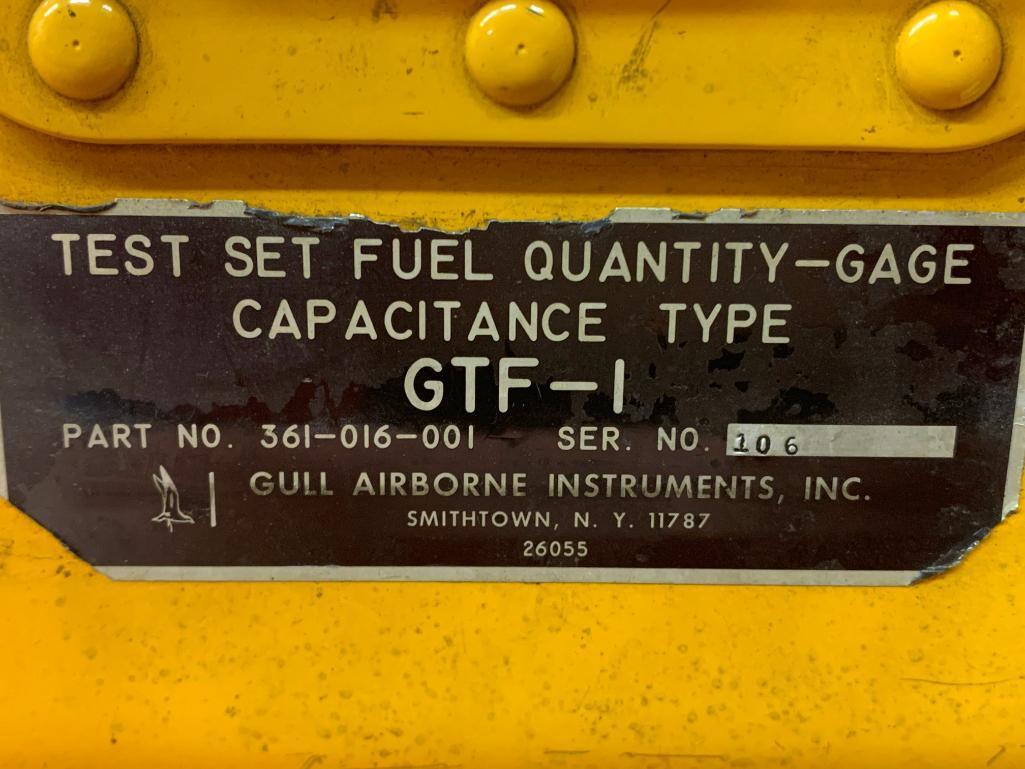 TEST SET FUEL QUANTITY-GAGE
CAPACITANCE TYPE
GTF-1
PART NO. 361-016-001 SER. NO. 106
GULL AIRBORNE INSTRUMENTS, INC.
SMITHTOWN, N. Y. 11787
26055